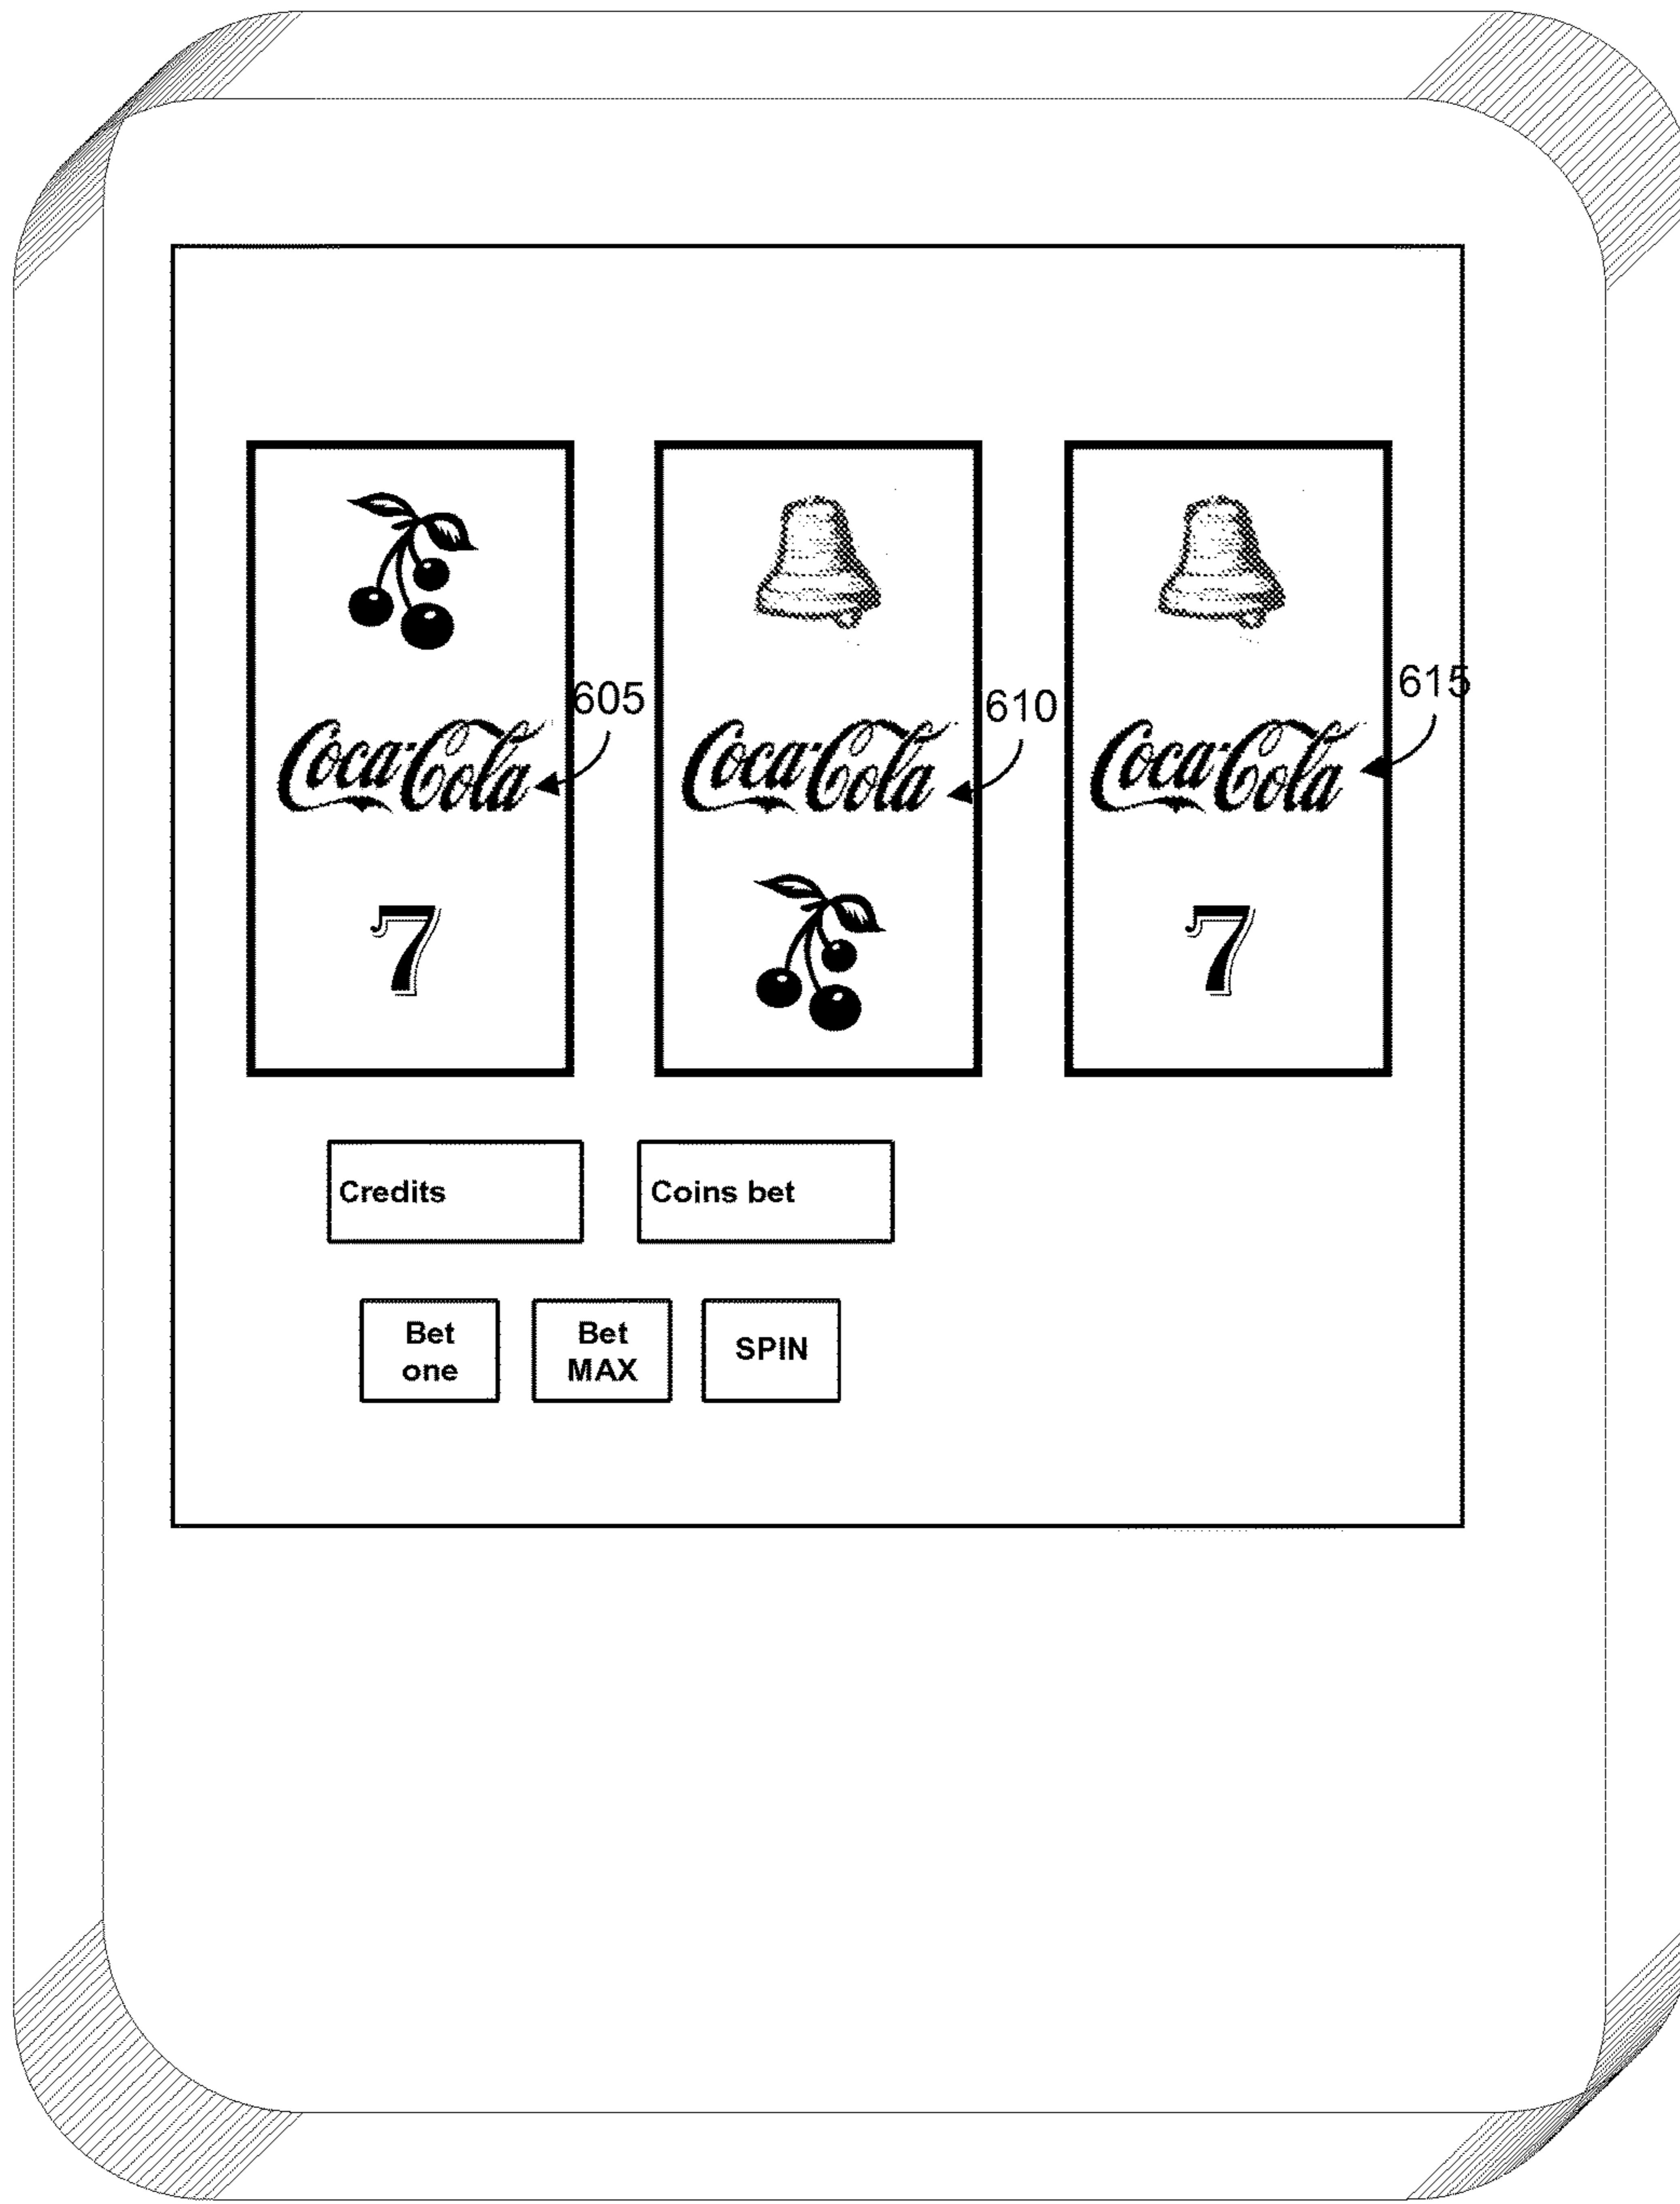 605
610
615
Coca-Cola
Coca-Cola
Coca-Cola
7
7
Credits
Coins bet
Bet
one
Bet
MAX
SPIN